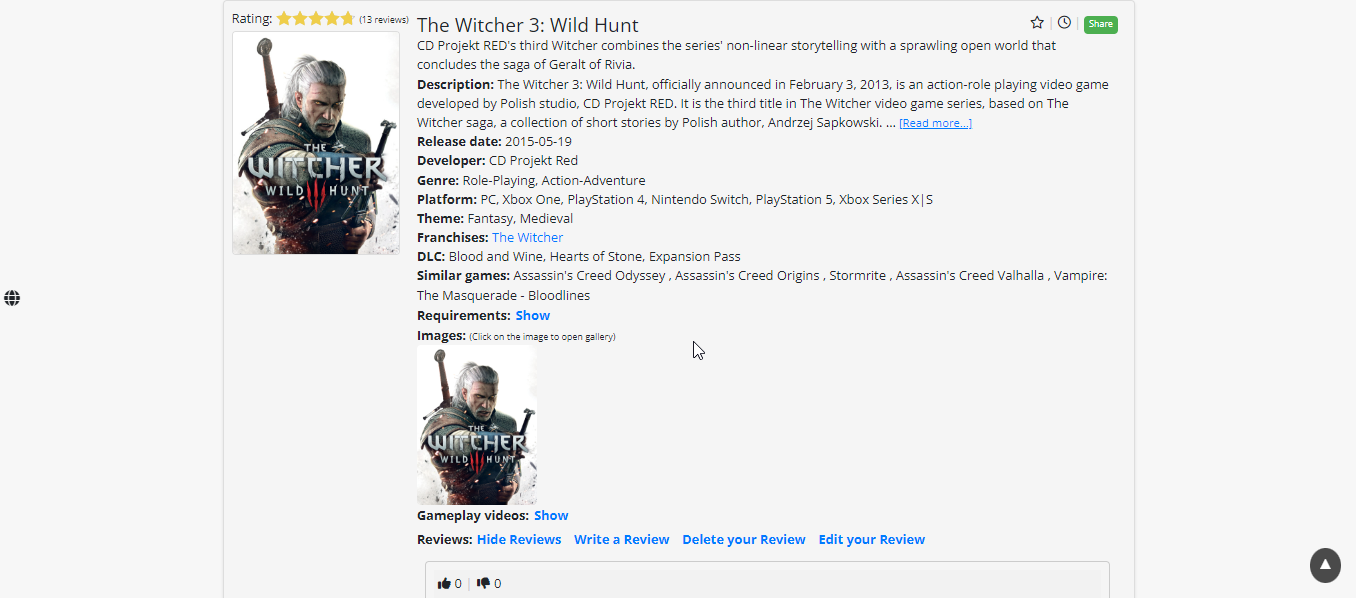 Rating: (13 reviews)
THE
WITCHER
WILD HUNT
The Witcher 3: Wild Hunt
Share
CD Projekt RED's third Witcher combines the series' non-linear storytelling with a sprawling open world that
concludes the saga of Geralt of Rivia.
Description: The Witcher 3: Wild Hunt, officially announced in February 3, 2013, is an action-role playing video game
developed by Polish studio, CD Projekt RED. It is the third title in The Witcher video game series, based on The
Witcher saga, a collection of short stories by Polish author, Andrzej Sapkowski. ... [Read more...]
Release date: 2015-05-19
Developer: CD Projekt Red
Genre: Role-Playing, Action-Adventure
Platform: PC, Xbox One, PlayStation 4, Nintendo Switch, PlayStation 5, Xbox Series X|S
Theme: Fantasy, Medieval
Franchises: The Witcher
DLC: Blood and Wine, Hearts of Stone, Expansion Pass
Similar games: Assassin's Creed Odyssey , Assassin's Creed Origins , Stormrite , Assassin's Creed Valhalla , Vampire:
The Masquerade - Bloodlines
Requirements: Show
Images: (Click on the image to open gallery)
THE
WITCHER
WILD HUNT
Gameplay videos: Show
Reviews: Hide Reviews Write a Review Delete your Review Edit your Review
0 | 0